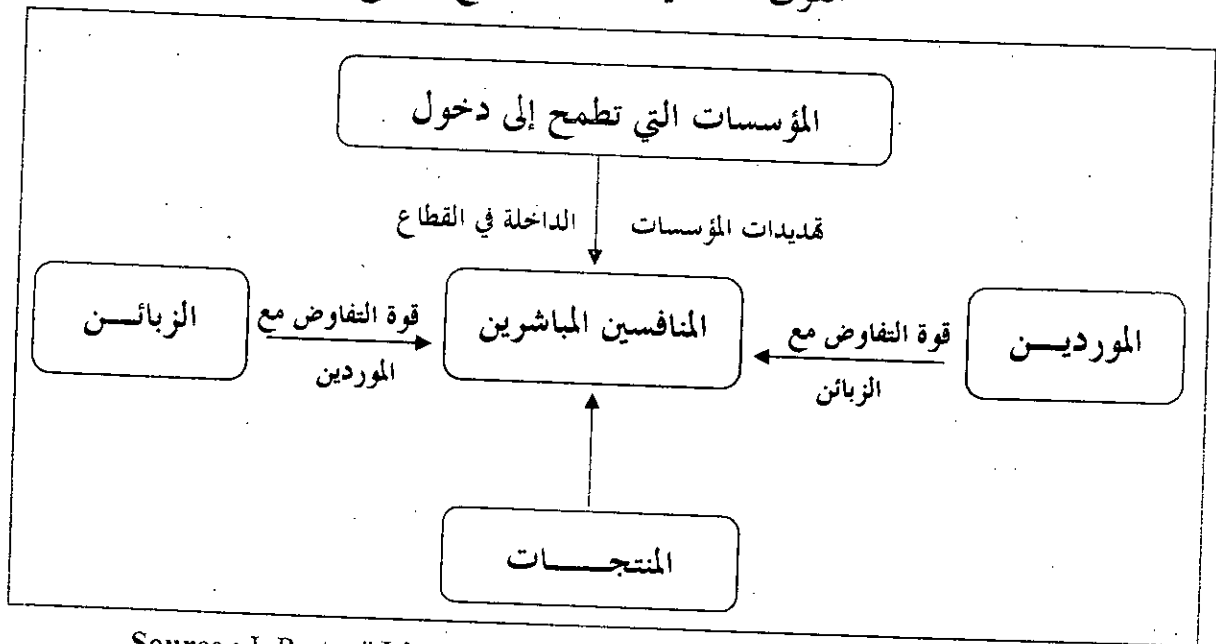 المؤسسات التي تطمح إلى دخول
تهديدات المؤسسات الداخلة في القطاع
الموردين
قوة التفاوض مع
الزبائن
المنافسين المباشرين
قوة التفاوض مع
الموردين
الزبائن
المنتجات
Source :